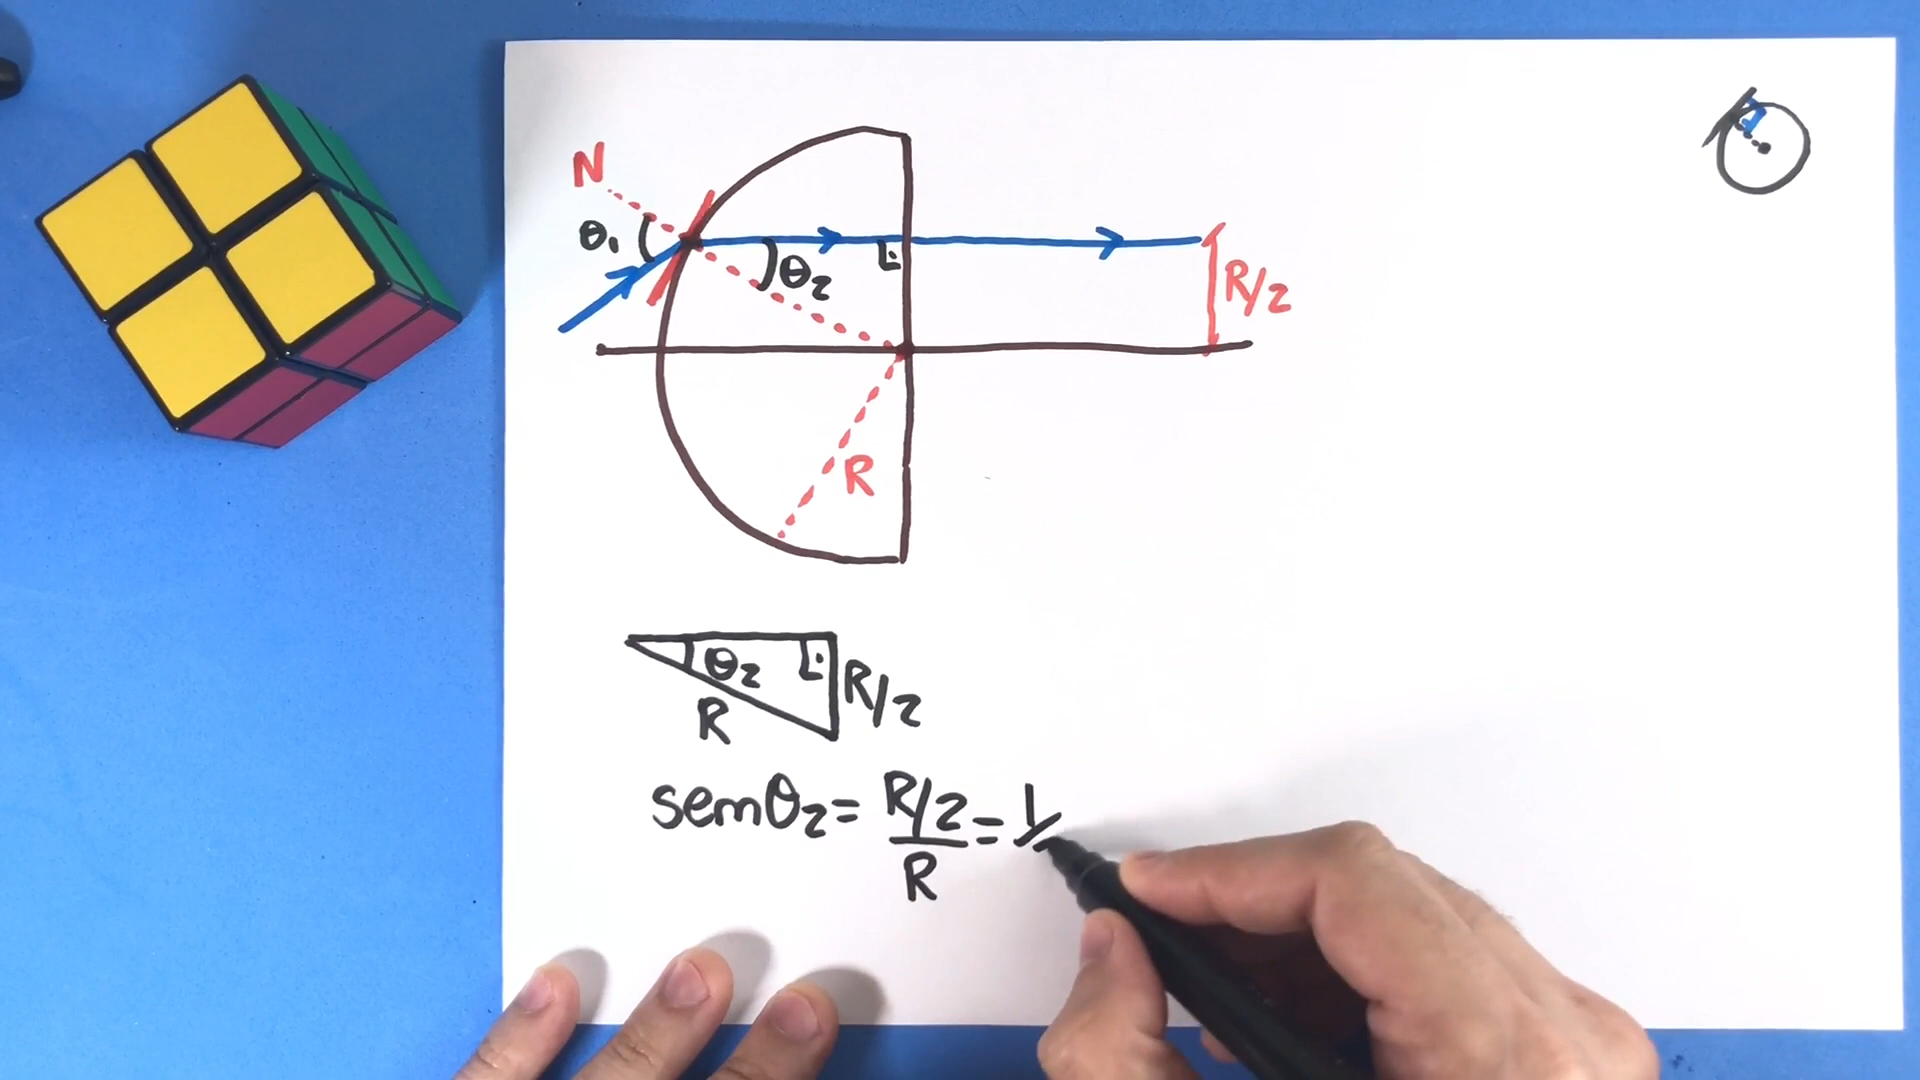 N
θ₁
θ₂
R/2
R
θ₂
R/2
R
senθ₂ = R/2 / R = 1/